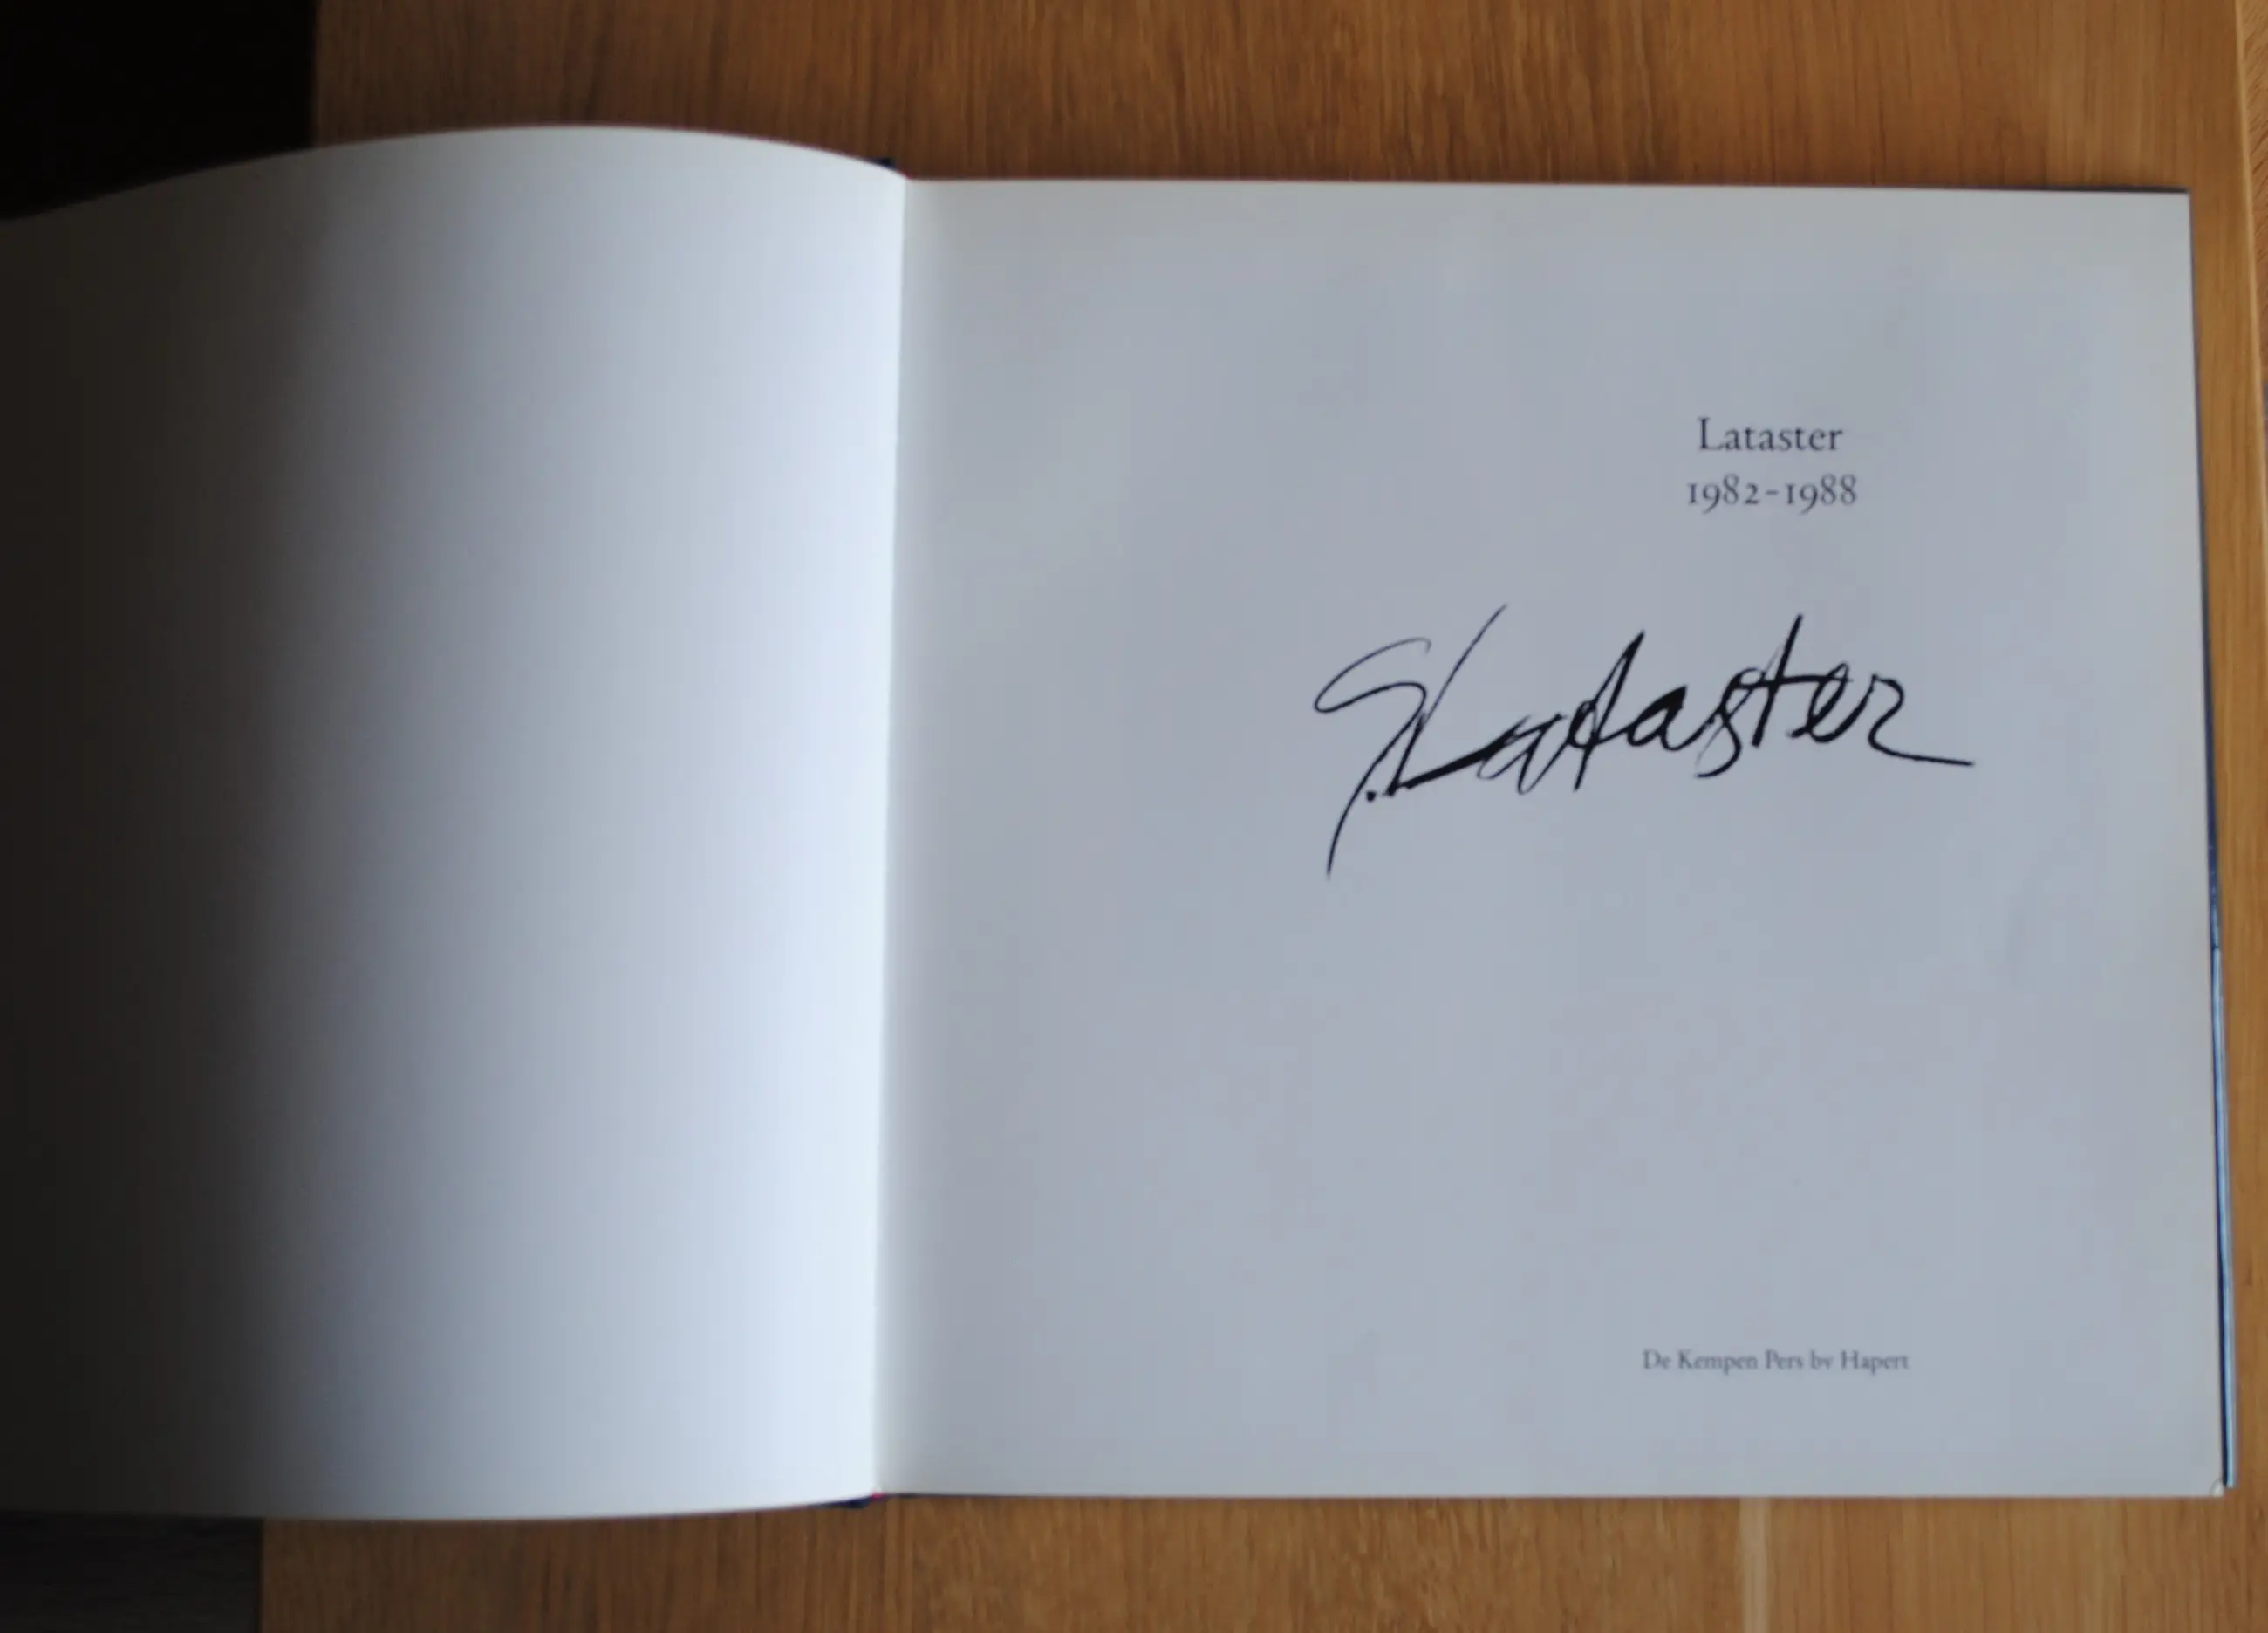 Lataster
1982-1988
G. Lataster
De Kempen Pers bv Hapert